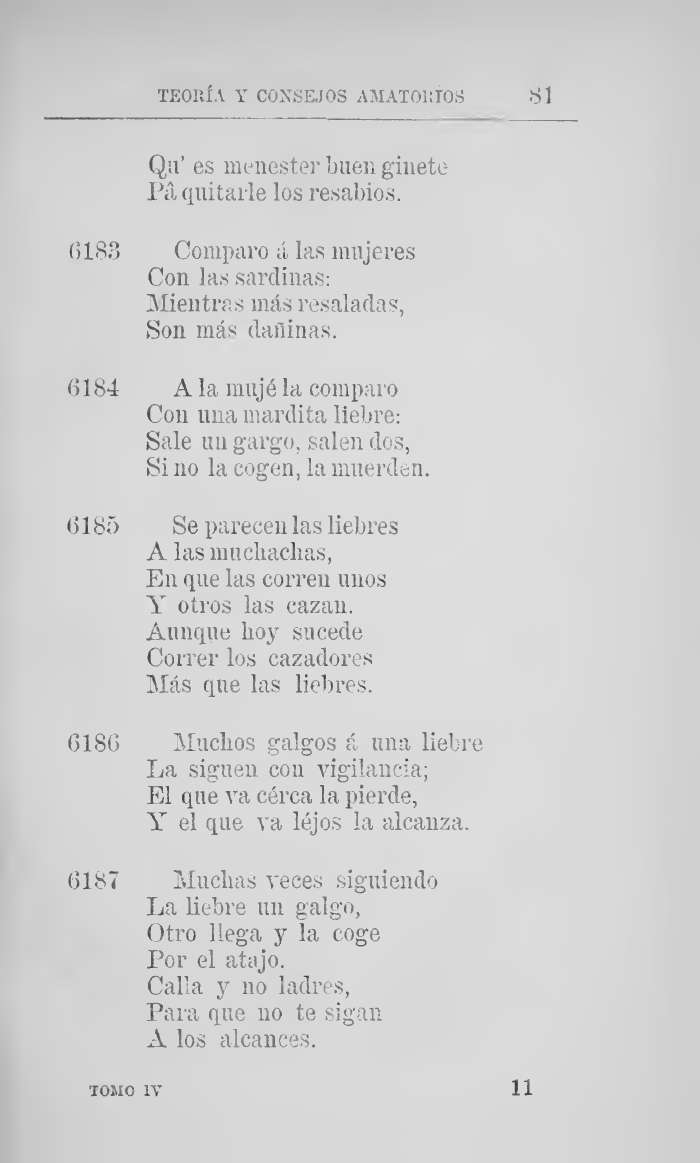 TEORÍA Y CONSEJOS AMATORIOS 81
Qu' es menester buen ginete
Pâ quitarle los resabios.
6183 Comparo á las mujeres
Con las sardinas:
Mientras más resaladas,
Son más dañinas.
6184 A la mujé la comparo
Con una mardita liebre:
Sale un gargo, salen dos,
Si no la cogen, la muerden.
6185 Se parecen las liebres
A las muchachas,
En que las corren unos
Y otros las cazan.
Aunque hoy sucede
Correr los cazadores
Más que las liebres.
6186 Muchos galgos á una liebre
La siguen con vigilancia;
El que va cérca la pierde,
Y el que va léjos la alcanza.
6187 Muchas veces siguiendo
La liebre un galgo,
Otro llega y la coge
Por el atajo.
Calla y no ladres,
Para que no te sigan
A los alcances.
TOMO IV 11